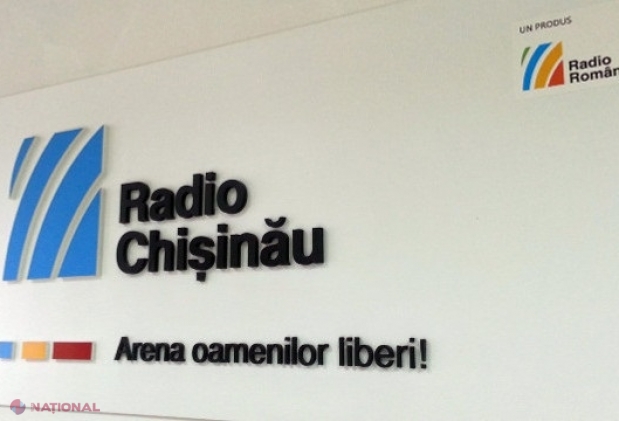 UN PRODUS
Radio
Radio
Chișinău
Arena oamenilor liberi!
NAȚIONAL